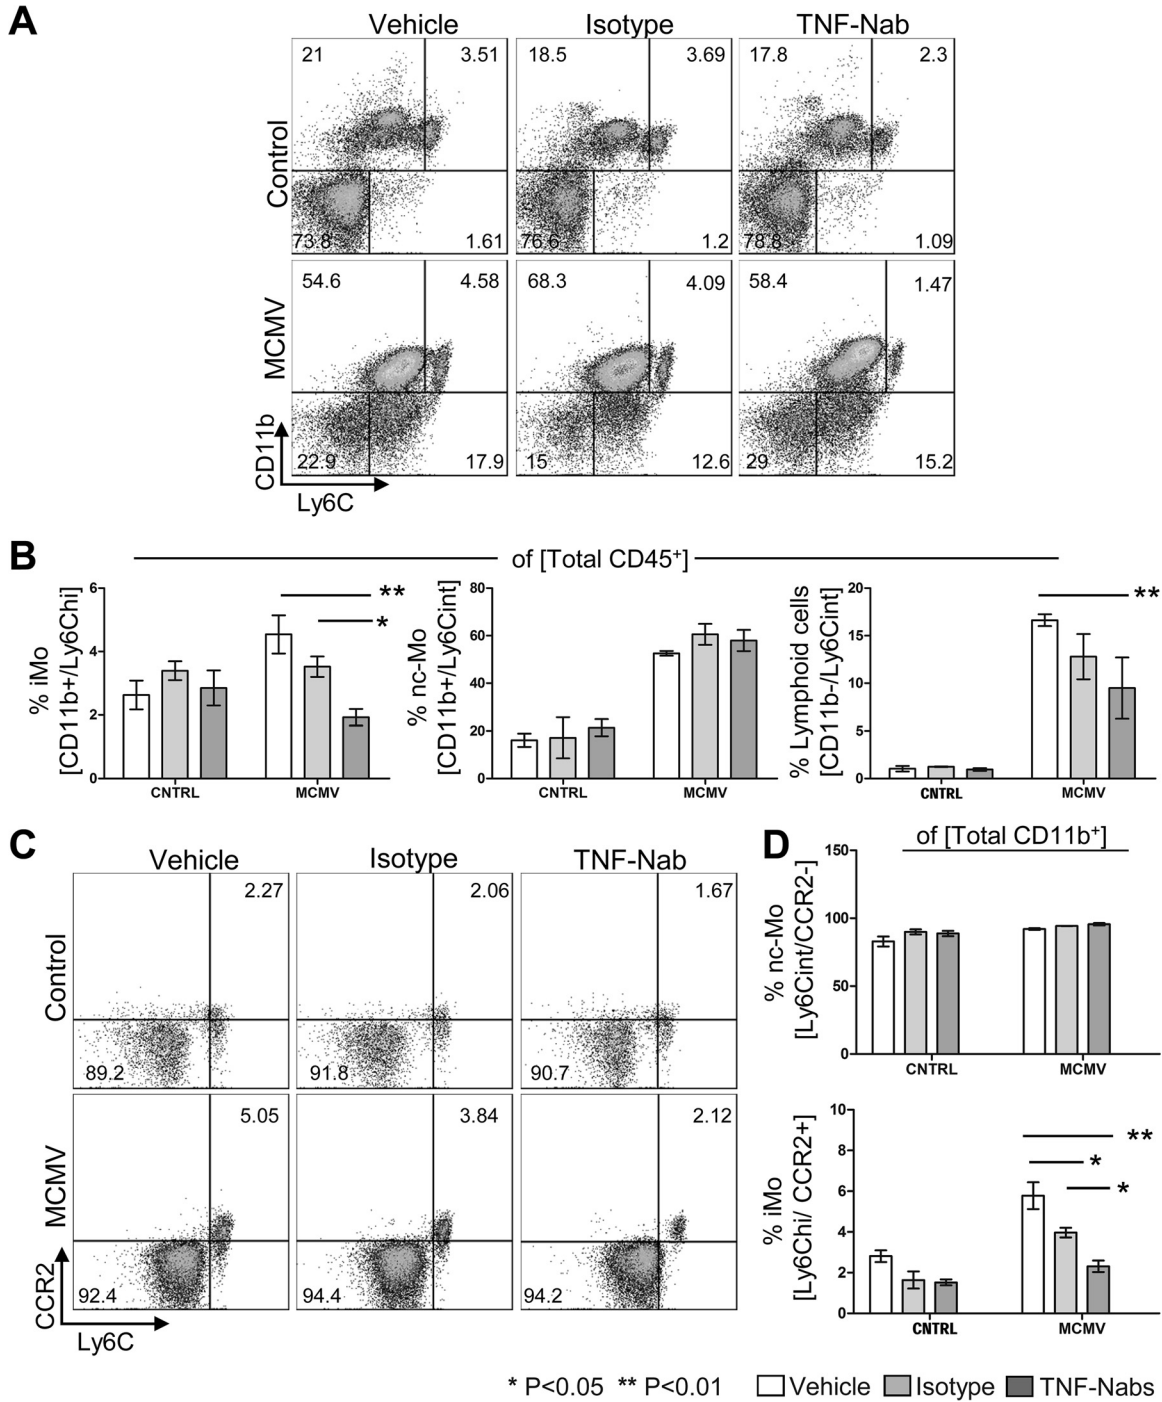 A
Vehicle Isotype TNF-Nab
Control
21 3.51 18.5 3.69 17.8 2.3
73.8 1.61 76.6 1.2 78.8 1.09
MCMV
54.6 4.58 68.3 4.09 58.4 1.47
22.9 17.9 15 12.6 29 15.2
CD11b
Ly6C
B
of [Total CD45+]
% iMo
[CD11b+/Ly6Chi]
6
4
2
0
** 
*
CNTRL MCMV
% nc-Mo
[CD11b+/Ly6Cint]
80
60
40
20
0
CNTRL MCMV
% Lymphoid cells
[CD11b-/Ly6Cint]
20
15
10
5
0
**
CNTRL MCMV
C
Vehicle Isotype TNF-Nab
Control
2.27 2.06 1.67
89.2 91.8 90.7
MCMV
5.05 3.84 2.12
92.4 94.4 94.2
CCR2
Ly6C
D
of [Total CD11b+]
% nc-Mo
[Ly6Cint/CCR2-]
150
100
50
0
CNTRL MCMV
% iMo
[Ly6Chi/ CCR2+]
10
8
6
4
2
0
**
*
*
CNTRL MCMV
* P<0.05 ** P<0.01 Vehicle Isotype TNF-Nabs